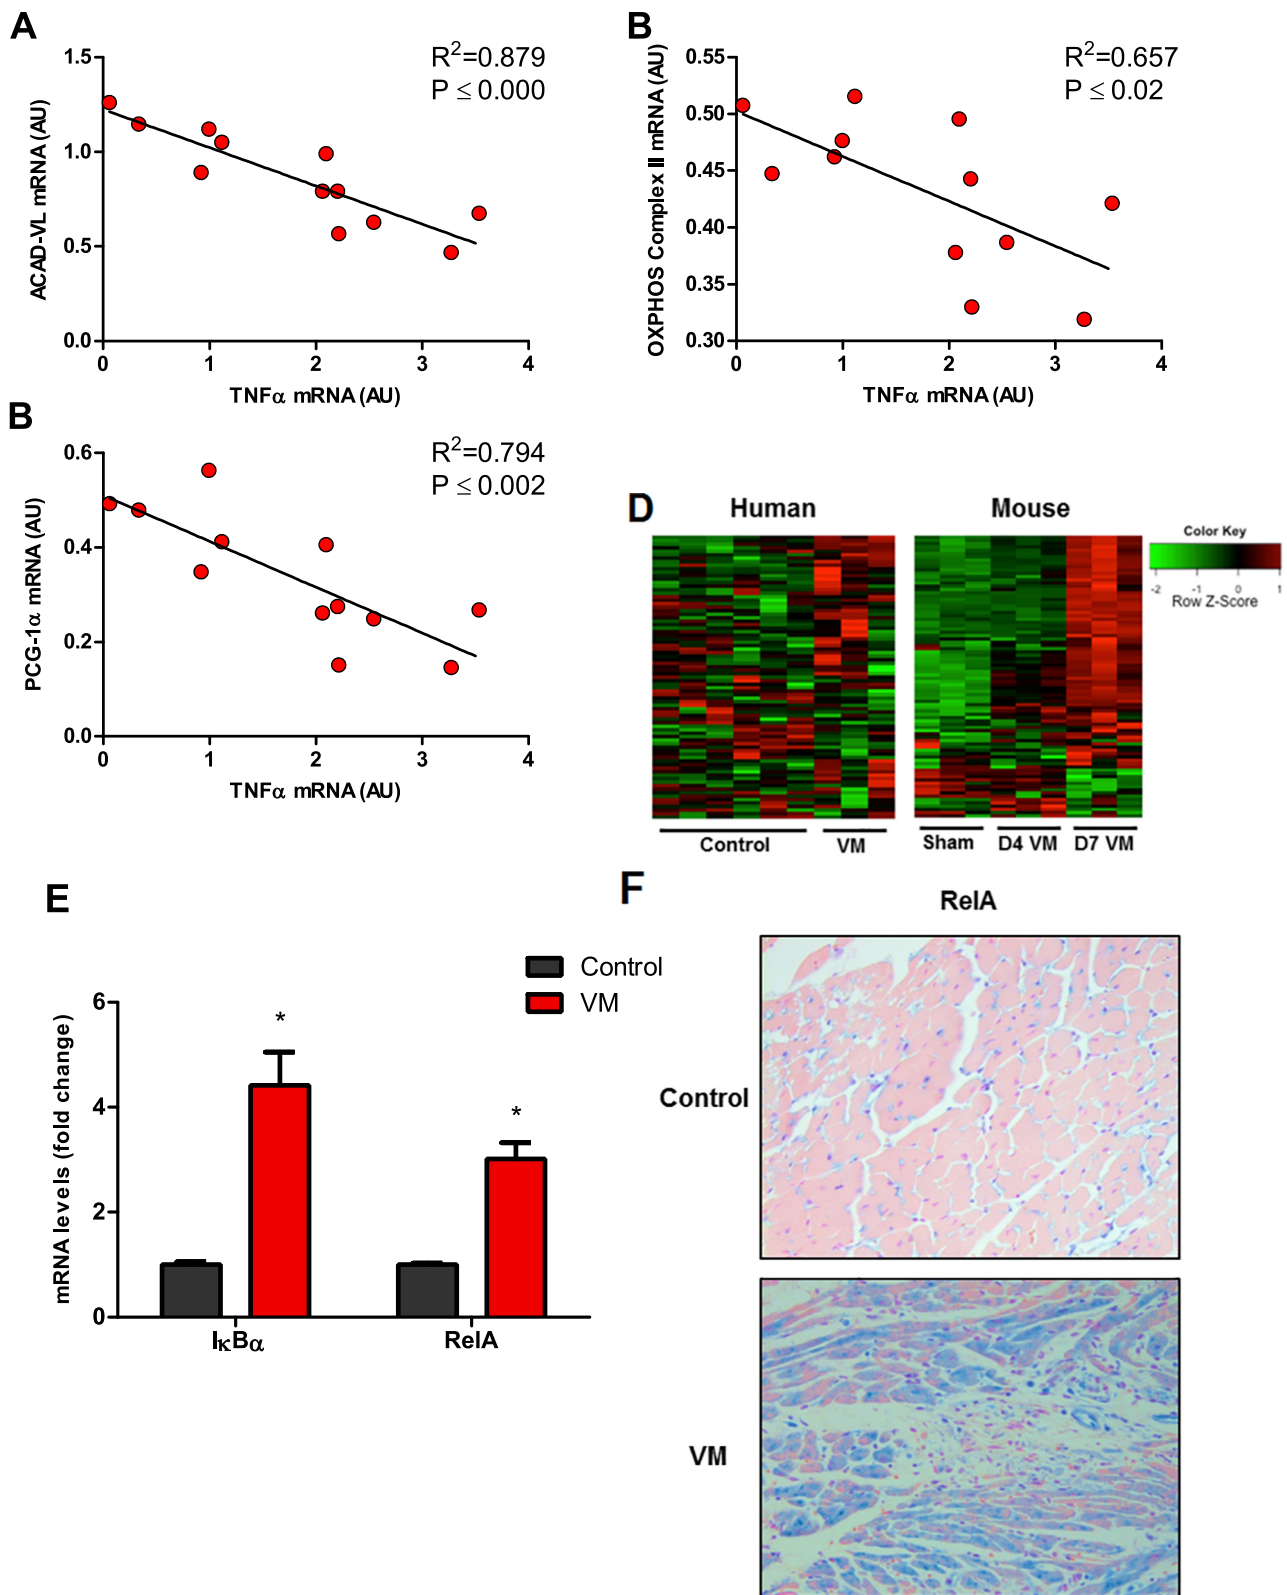 A
R2=0.879
P ≤ 0.000
1.5
1.0
0.5
0.0
ACAD-VL mRNA (AU)
0 1 2 3 4
TNFα mRNA (AU)
B
R2=0.657
P ≤ 0.02
0.55
0.50
0.45
0.40
0.35
0.30
OXPHOS Complex II mRNA (AU)
0 1 2 3 4
TNFα mRNA (AU)
B
R2=0.794
P ≤ 0.002
0.6
0.4
0.2
0.0
PCG-1α mRNA (AU)
0 1 2 3 4
TNFα mRNA (AU)
D
Human Mouse
Color Key
-2 -1 0 1
Row Z-Score
Control VM
Sham D4 VM D7 VM
E
Control
VM
6
4
2
0
mRNA levels (fold change)
*
*
IκBα RelA
F
RelA
Control
VM